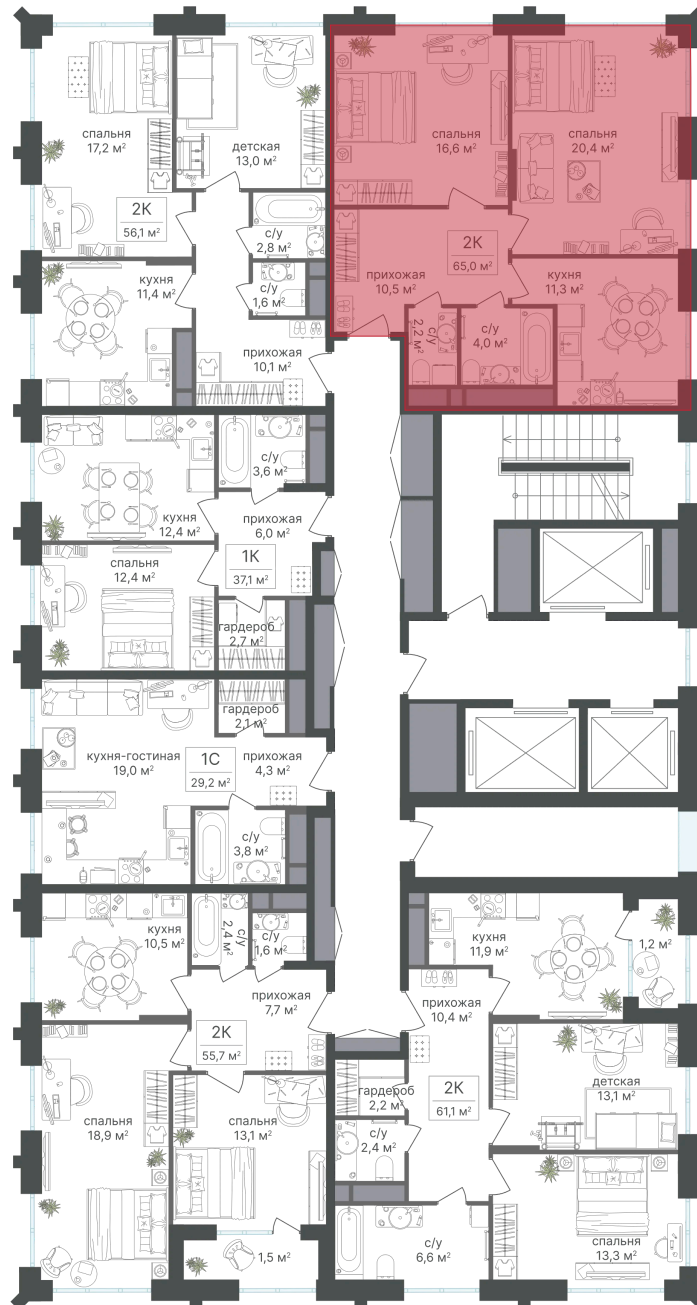 спальня
17,2 м²
детская
13,0 м²
2К
56,1 м²
с/у
2,8 м²
кухня
11,4 м²
с/у
1,6 м²
прихожая
10,1 м²
спальня
16,6 м²
спальня
20,4 м²
2К
65,0 м²
прихожая
10,5 м²
кухня
11,3 м²
с/у
2,2 м²
с/у
4,0 м²
с/у
3,6 м²
кухня
12,4 м²
прихожая
6,0 м²
1К
37,1 м²
спальня
12,4 м²
гардероб
2,7 м²
гардероб
2,1 м²
кухня-гостиная
19,0 м²
1С
29,2 м²
прихожая
4,3 м²
с/у
3,8 м²
кухня
10,5 м²
с/у
2,4 м²
с/у
1,6 м²
прихожая
7,7 м²
2К
55,7 м²
спальня
18,9 м²
спальня
13,1 м²
1,5 м²
кухня
11,9 м²
1,2 м²
прихожая
10,4 м²
гардероб
2,2 м²
2К
61,1 м²
детская
13,1 м²
с/у
2,4 м²
с/у
6,6 м²
спальня
13,3 м²